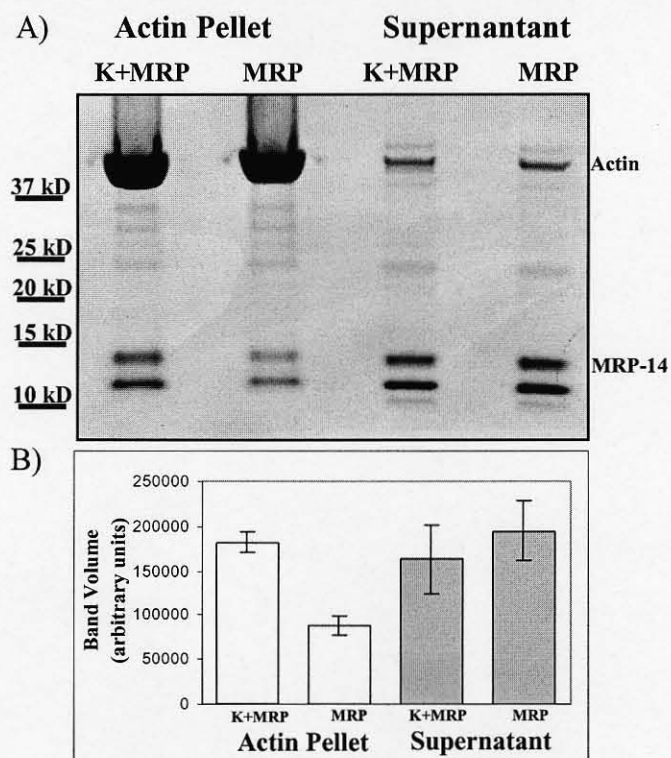 A) Actin Pellet Supernantant
K+MRP MRP K+MRP MRP
Actin
37 kD
25 kD
20 kD
15 kD
MRP-14
10 kD
B)
250000
200000
150000
100000
50000
0
Band Volume
(arbitrary units)
K+MRP MRP K+MRP MRP
Actin Pellet Supernatant